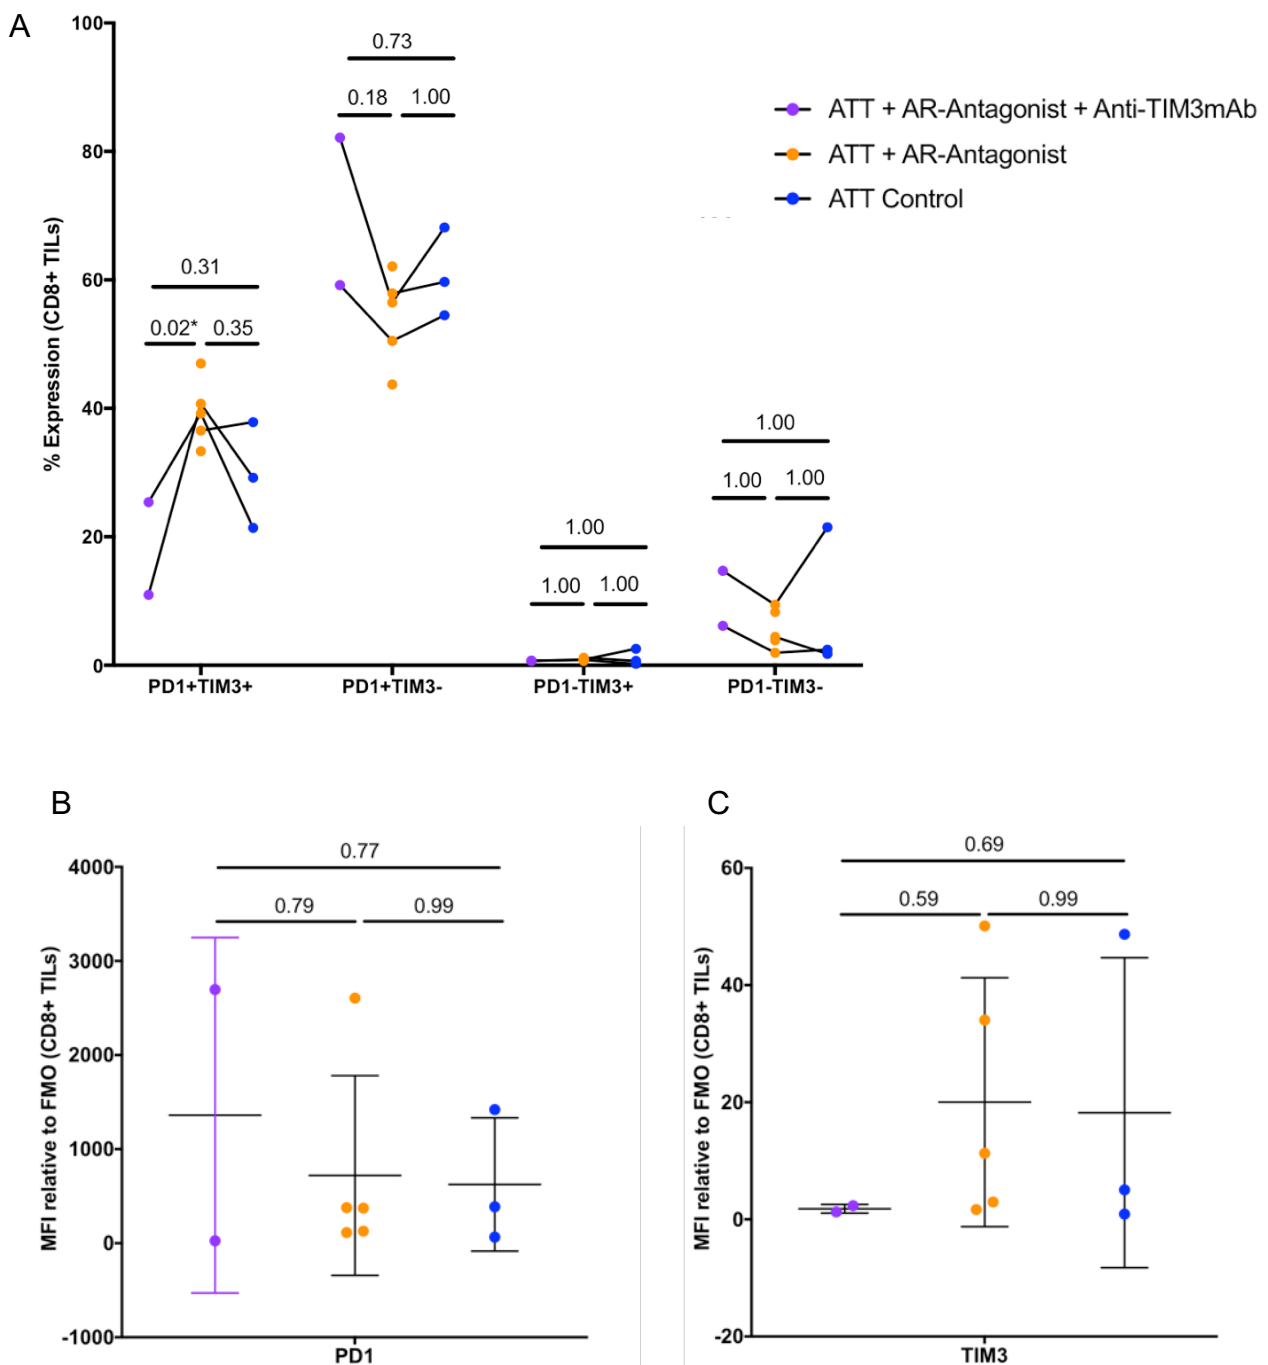 A
% Expression (CD8+ TILs)
100
80
60
40
20
0
0.31
0.02*
0.35
0.73
0.18
1.00
1.00
1.00
1.00
1.00
1.00
1.00
PD1+TIM3+
PD1+TIM3-
PD1-TIM3+
PD1-TIM3-
ATT + AR-Antagonist + Anti-TIM3mAb
ATT + AR-Antagonist
ATT Control
B
MFI relative to FMO (CD8+ TILs)
4000
3000
2000
1000
0
-1000
0.77
0.79
0.99
PD1
C
MFI relative to FMO (CD8+ TILs)
60
40
20
0
-20
0.69
0.59
0.99
TIM3